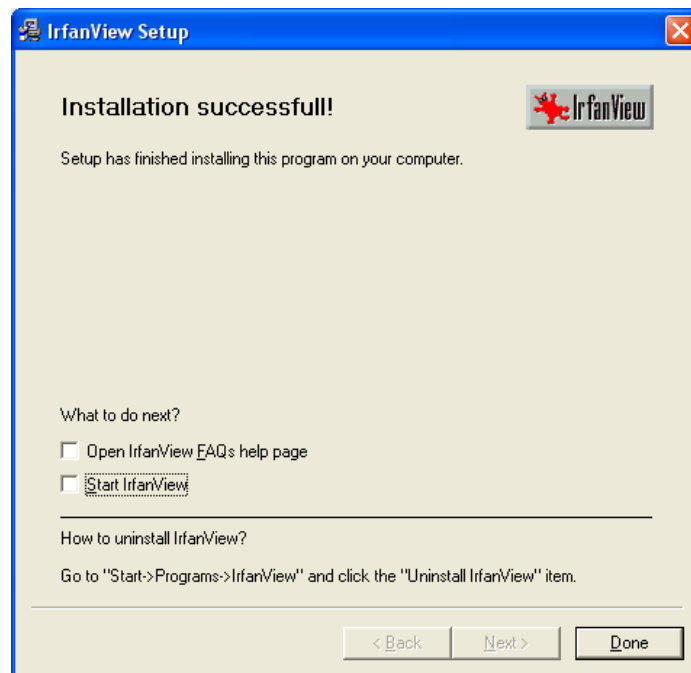 IrfanView Setup
Installation successfull!
IrfanView
Setup has finished installing this program on your computer.
What to do next?
Open IrfanView FAQs help page
Start IrfanView
How to uninstall IrfanView?
Go to "Start->Programs->IrfanView" and click the "Uninstall IrfanView" item.
< Back Next > Done